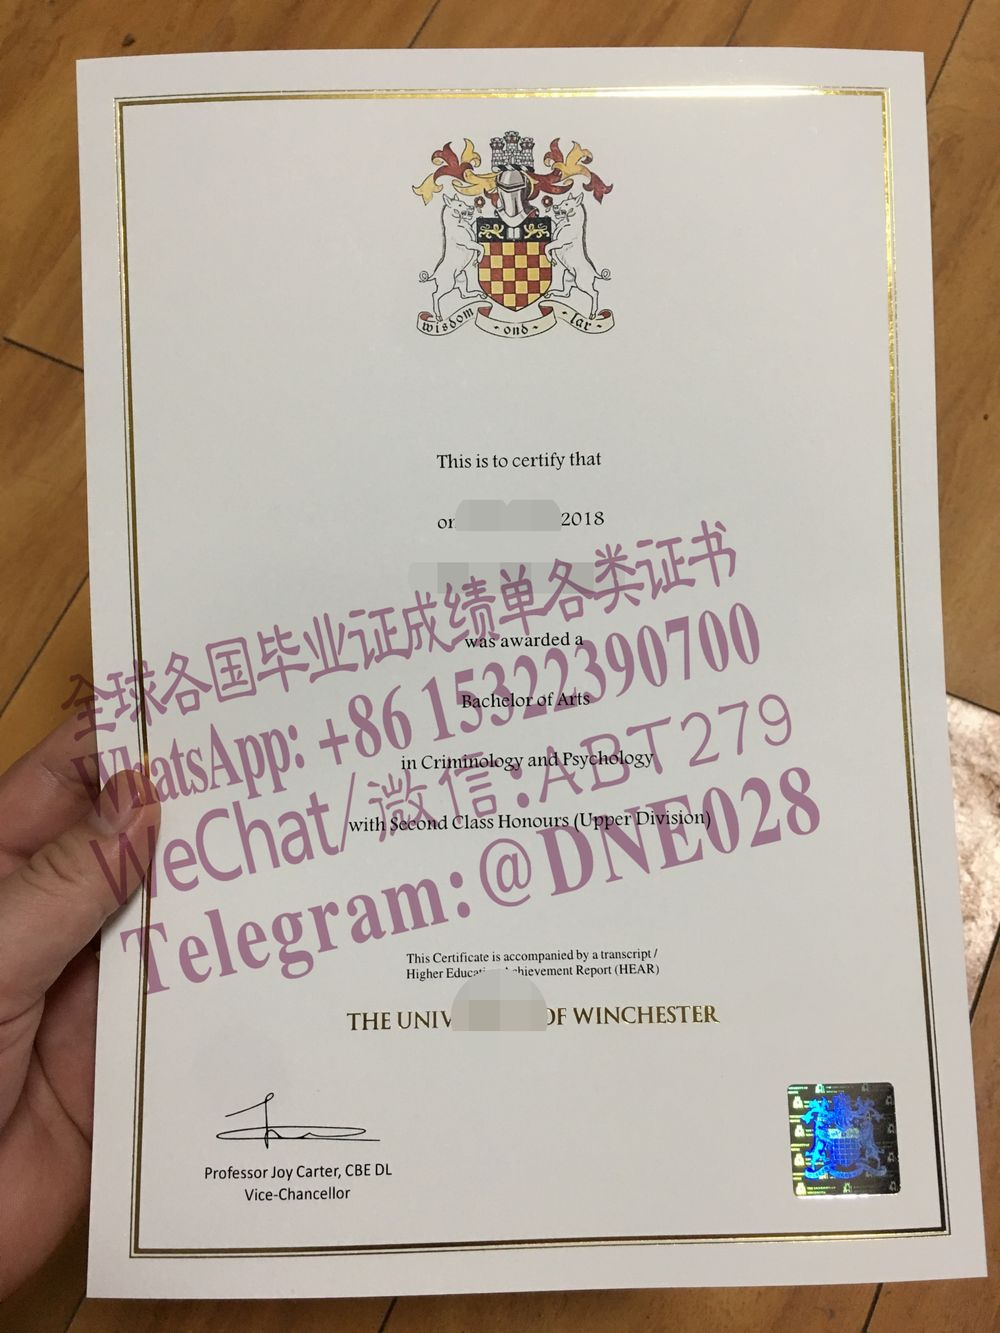 wisdom ond lar
This is to certify that
on 2018
全球各国毕业证成绩单各类证书
was awarded a
WhatsApp: +86 15322390700
Bachelor of Arts
in Criminology and Psychology
WeChat/微信:ABT279
with Second Class Honours (Upper Division)
Telegram:@DNE028
This Certificate is accompanied by a transcript /
Higher Education Achievement Report (HEAR)
THE UNIV OF WINCHESTER
Professor Joy Carter, CBE DL
Vice-Chancellor